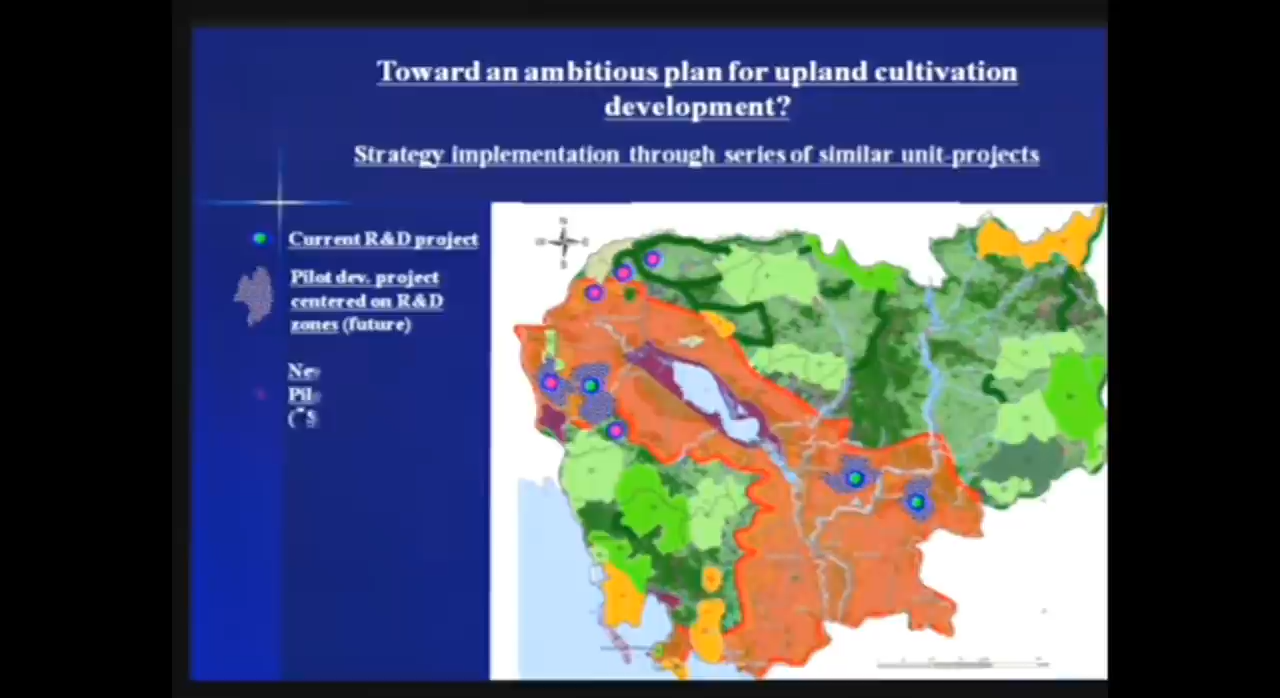 Toward an ambitious plan for upland cultivation
development?
Strategy implementation through series of similar unit-projects
Current R&D project
Pilot dev. project
centered on R&D
zones (future)